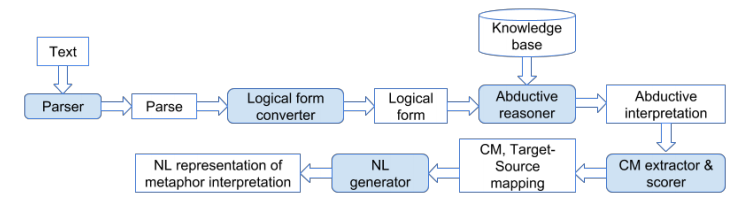 Text
Knowledge
base
Parser
Parse
Logical form
converter
Logical
form
Abductive
reasoner
Abductive
interpretation
NL representation of
metaphor interpretation
NL
generator
CM, Target-
Source
mapping
CM extractor &
scorer